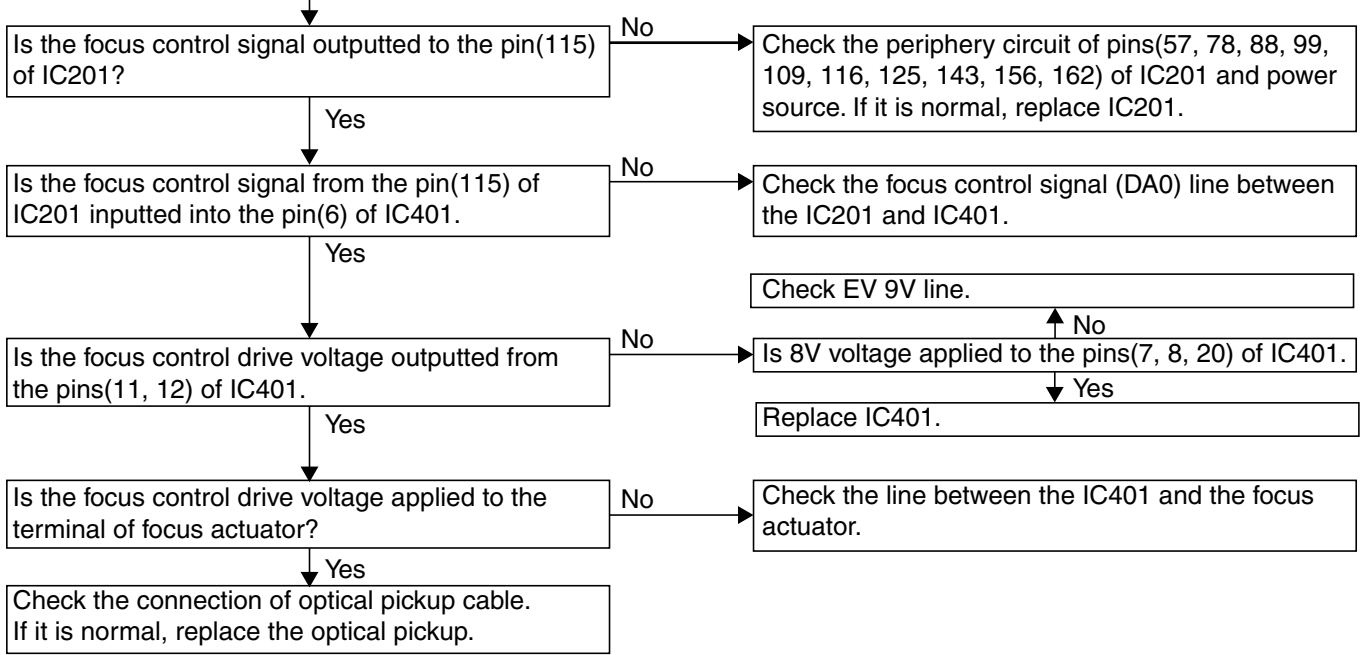 Is the focus control signal outputted to the pin(115)
of IC201?
No
Check the periphery circuit of pins(57, 78, 88, 99,
109, 116, 125, 143, 156, 162) of IC201 and power
source. If it is normal, replace IC201.
Yes
Is the focus control signal from the pin(115) of
IC201 inputted into the pin(6) of IC401.
No
Check the focus control signal (DA0) line between
the IC201 and IC401.
Yes
Check EV 9V line.
No
Is the focus control drive voltage outputted from
the pins(11, 12) of IC401.
No
Is 8V voltage applied to the pins(7, 8, 20) of IC401.
Yes
Replace IC401.
Yes
Is the focus control drive voltage applied to the
terminal of focus actuator?
No
Check the line between the IC401 and the focus
actuator.
Yes
Check the connection of optical pickup cable.
If it is normal, replace the optical pickup.